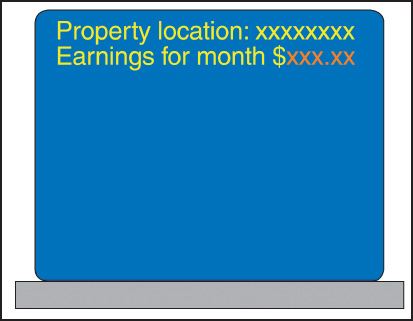 Property location: xxxxxxxx
Earnings for month $xxx.xx